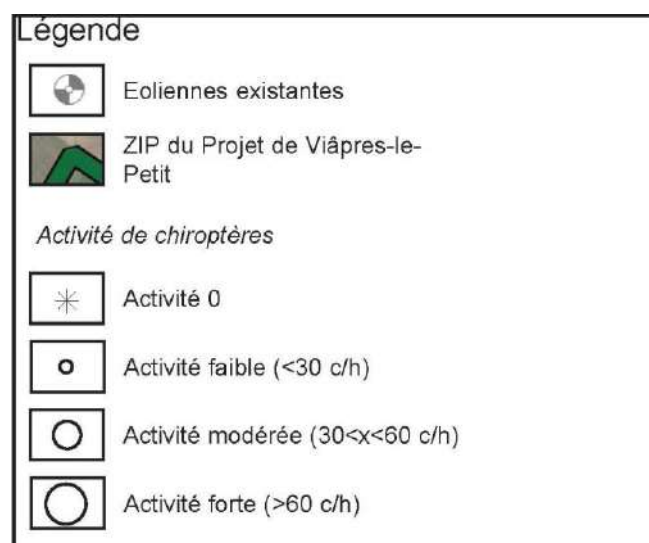 Légende
Eoliennes existantes
ZIP du Projet de Viâpres-le-
Petit
Activité de chiroptères
Activité 0
Activité faible (<30 c/h)
Activité modérée (30<x<60 c/h)
Activité forte (>60 c/h)